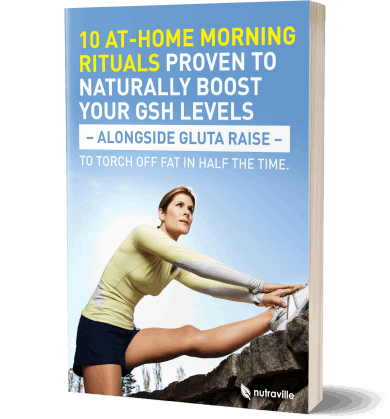 10 AT-HOME MORNING
RITUALS PROVEN TO
NATURALLY BOOST
YOUR GSH LEVELS
– ALONGSIDE GLUTA RAISE –
TO TORCH OFF FAT IN HALF THE TIME.
nutraville